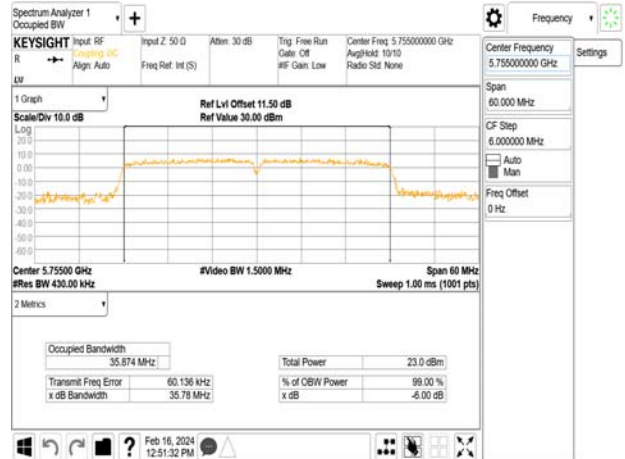 Spectrum Analyzer 1
Occupied BW
+
Frequency
KEYSIGHT
R
Input: RF
Coupling: DC
Align: Auto
Input Z: 50 Ω
Freq Ref: Int (S)
Atten: 30 dB
Trig: Free Run
Gate: Off
#IF Gain: Low
Center Freq: 5.755000000 GHz
Avg|Hold: 10/10
Radio Std: None
LXI
Center Frequency
5.755000000 GHz
Settings
Span
60.000 MHz
CF Step
6.000000 MHz
Auto
Man
Freq Offset
0 Hz
1 Graph
Scale/Div 10.0 dB
Ref Lvl Offset 11.50 dB
Ref Value 30.00 dBm
Log
20.0
10.0
0.00
-10.0
-20.0
-30.0
-40.0
-50.0
-60.0
Center 5.75500 GHz
#Res BW 430.00 kHz
#Video BW 1.5000 MHz
Span 60 MHz
Sweep 1.00 ms (1001 pts)
2 Metrics
Occupied Bandwidth
35.874 MHz
Transmit Freq Error 60.136 kHz
x dB Bandwidth 35.78 MHz
Total Power 23.0 dBm
% of OBW Power 99.00 %
x dB -6.00 dB
?
Feb 16, 2024
12:51:32 PM